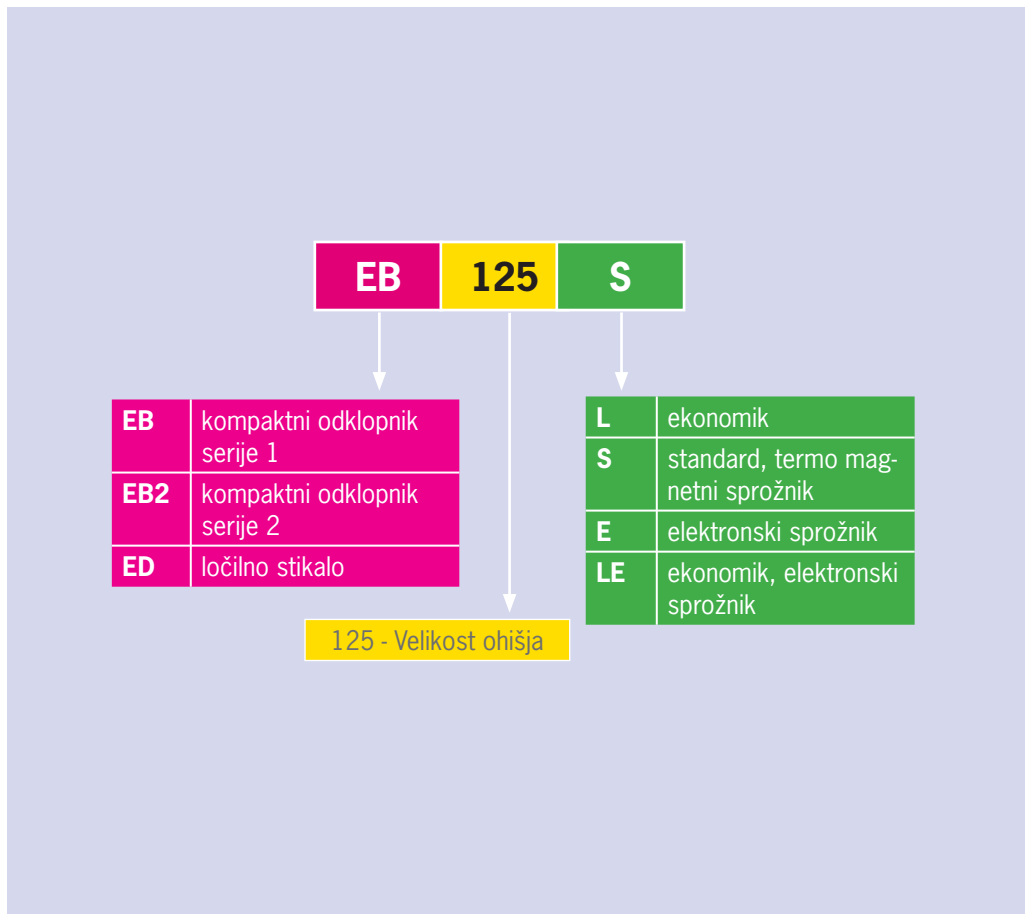 EB 125 S
EB kompaktni odklopnik
serije 1
EB2 kompaktni odklopnik
serije 2
ED ločilno stikalo
125 - Velikost ohišja
L ekonomik
S standard, termo mag-
netni sprožnik
E elektronski sprožnik
LE ekonomik, elektronski
sprožnik